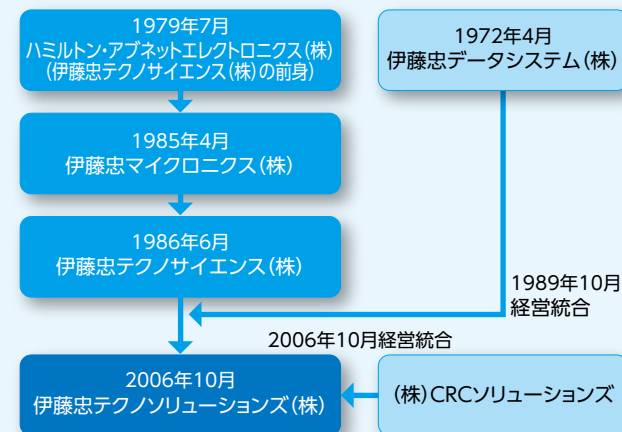 1979年7月
ハミルトン・アブネットエレクトロニクス(株)
(伊藤忠テクノサイエンス(株)の前身)
1972年4月
伊藤忠データシステム(株)
1985年4月
伊藤忠マイクロニクス(株)
1986年6月
伊藤忠テクノサイエンス(株)
1989年10月
経営統合
2006年10月経営統合
2006年10月
伊藤忠テクノソリューションズ(株)
(株)CRCソリューションズ